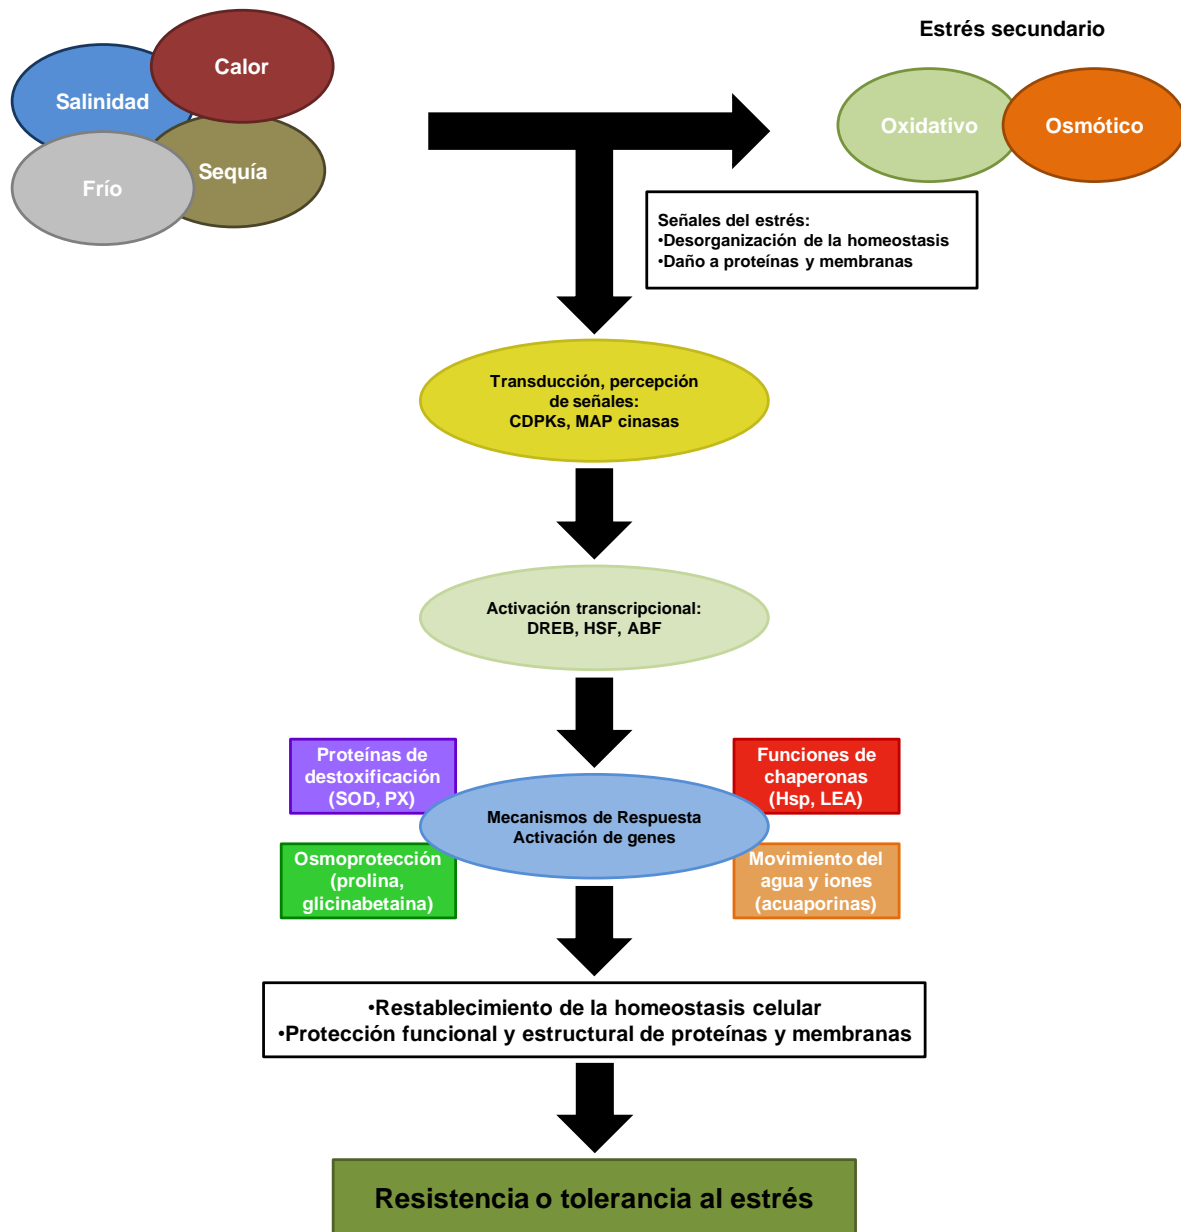 Estrés secundario
Calor
Salinidad
Frío
Sequía
Oxidativo
Osmótico
Señales del estrés:
•Desorganización de la homeostasis
•Daño a proteínas y membranas
Transducción, percepción
de señales:
CDPKs, MAP cinasas
Activación transcripcional:
DREB, HSF, ABF
Proteínas de
destoxificación
(SOD, PX)
Funciones de
chaperonas
(Hsp, LEA)
Mecanismos de Respuesta
Activación de genes
Osmoprotección
(prolina,
glicinabetaina)
Movimiento del
agua y iones
(acuaporinas)
•Restablecimiento de la homeostasis celular
•Protección funcional y estructural de proteínas y membranas
Resistencia o tolerancia al estrés